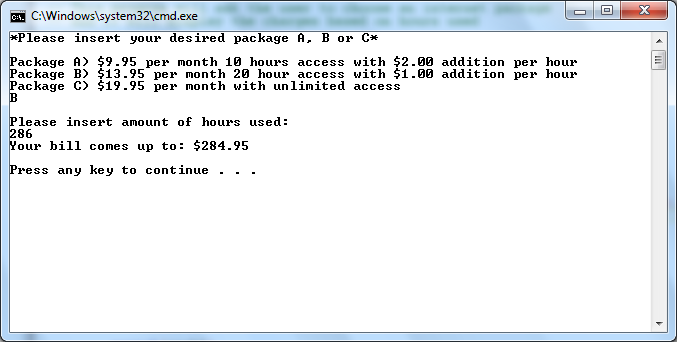 C:\Windows\system32\cmd.exe
*Please insert your desired package A, B or C*
Package A) $9.95 per month 10 hours access with $2.00 addition per hour
Package B) $13.95 per month 20 hour access with $1.00 addition per hour
Package C) $19.95 per month with unlimited access
B
Please insert amount of hours used:
286
Your bill comes up to: $284.95
Press any key to continue . . .